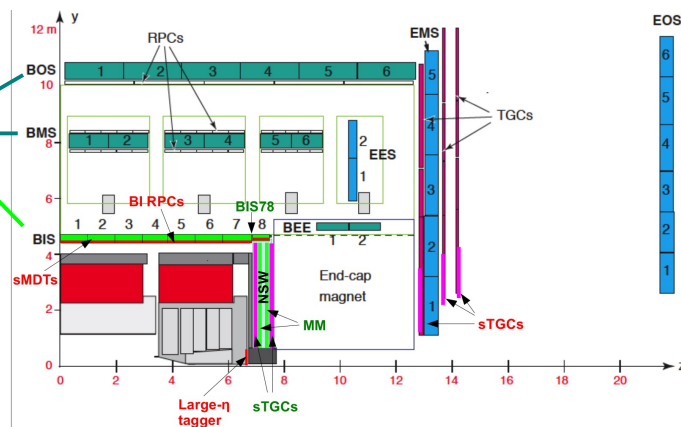 y
12 m
RPCs
EMS
EOS
BOS
1 2 3 4 5 6
10
8
BMS
1 2 3 4 5 6
2
1
EES
TGCs
5
4
3
2
1
6
5
4
3
2
1
6
BI RPCs
BIS78
1 2 3 4 5 6 7 8
BEE
1 2
BIS
4
sMDTs
NSW
End-cap
magnet
MM
2
sTGCs
0
0 2 4 6 8 10 12 14 16 18 20
z
Large-η
tagger
sTGCs